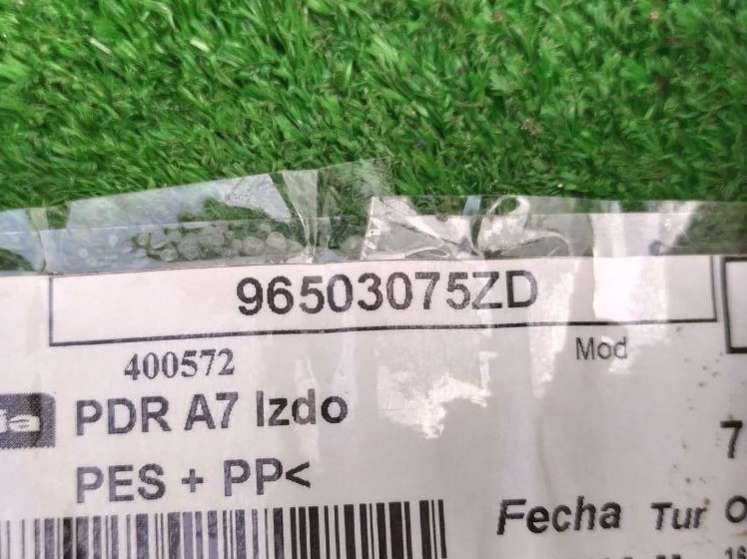 96503075ZD
400572
Mod
PDR A7 Izdo
7
PES + PP<
Fecha Tur